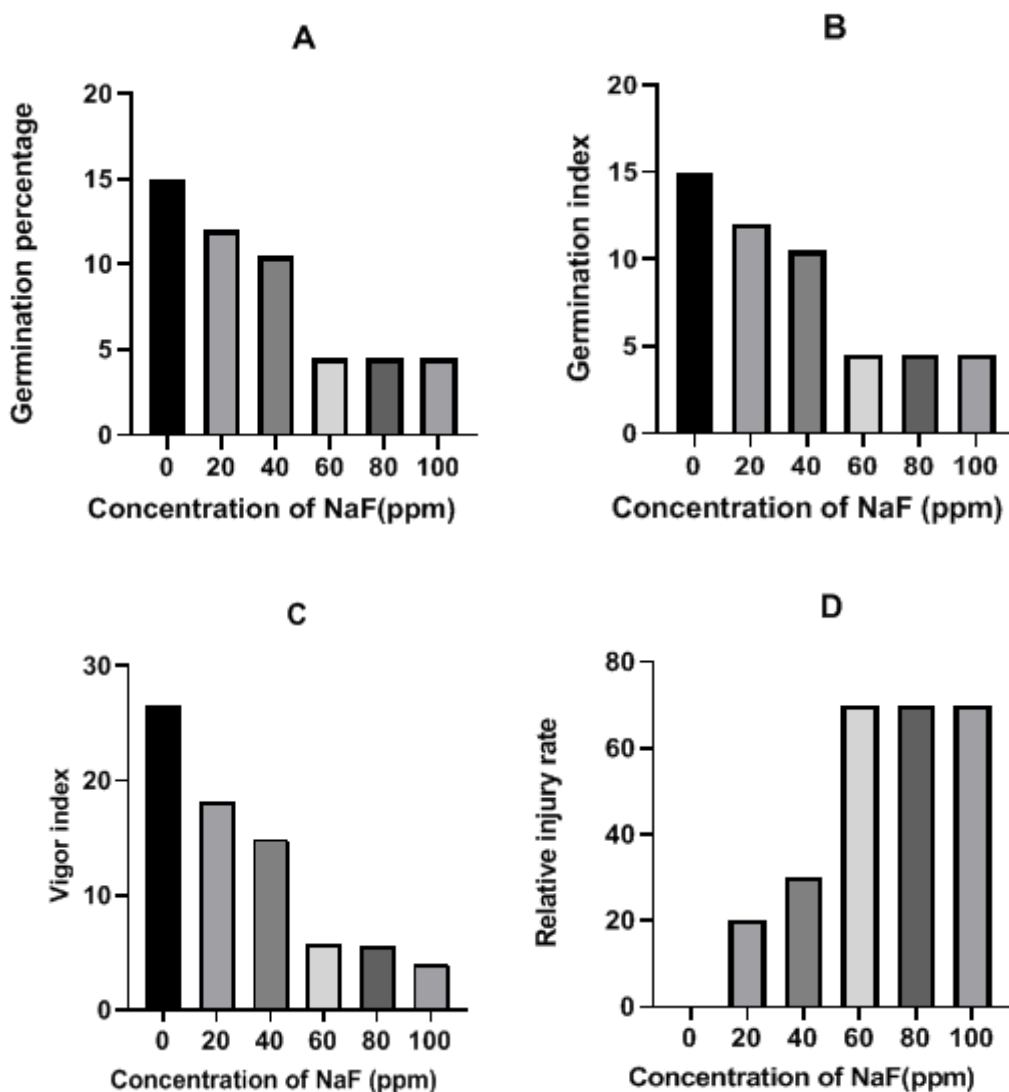 A
Germination percentage
20
15
10
5
0
0 20 40 60 80 100
Concentration of NaF(ppm)
B
Germination index
20
15
10
5
0
0 20 40 60 80 100
Concentration of NaF (ppm)
C
Vigor index
30
20
10
0
0 20 40 60 80 100
Concentration of NaF (ppm)
D
Relative injury rate
80
60
40
20
0
0 20 40 60 80 100
Concentration of NaF(ppm)